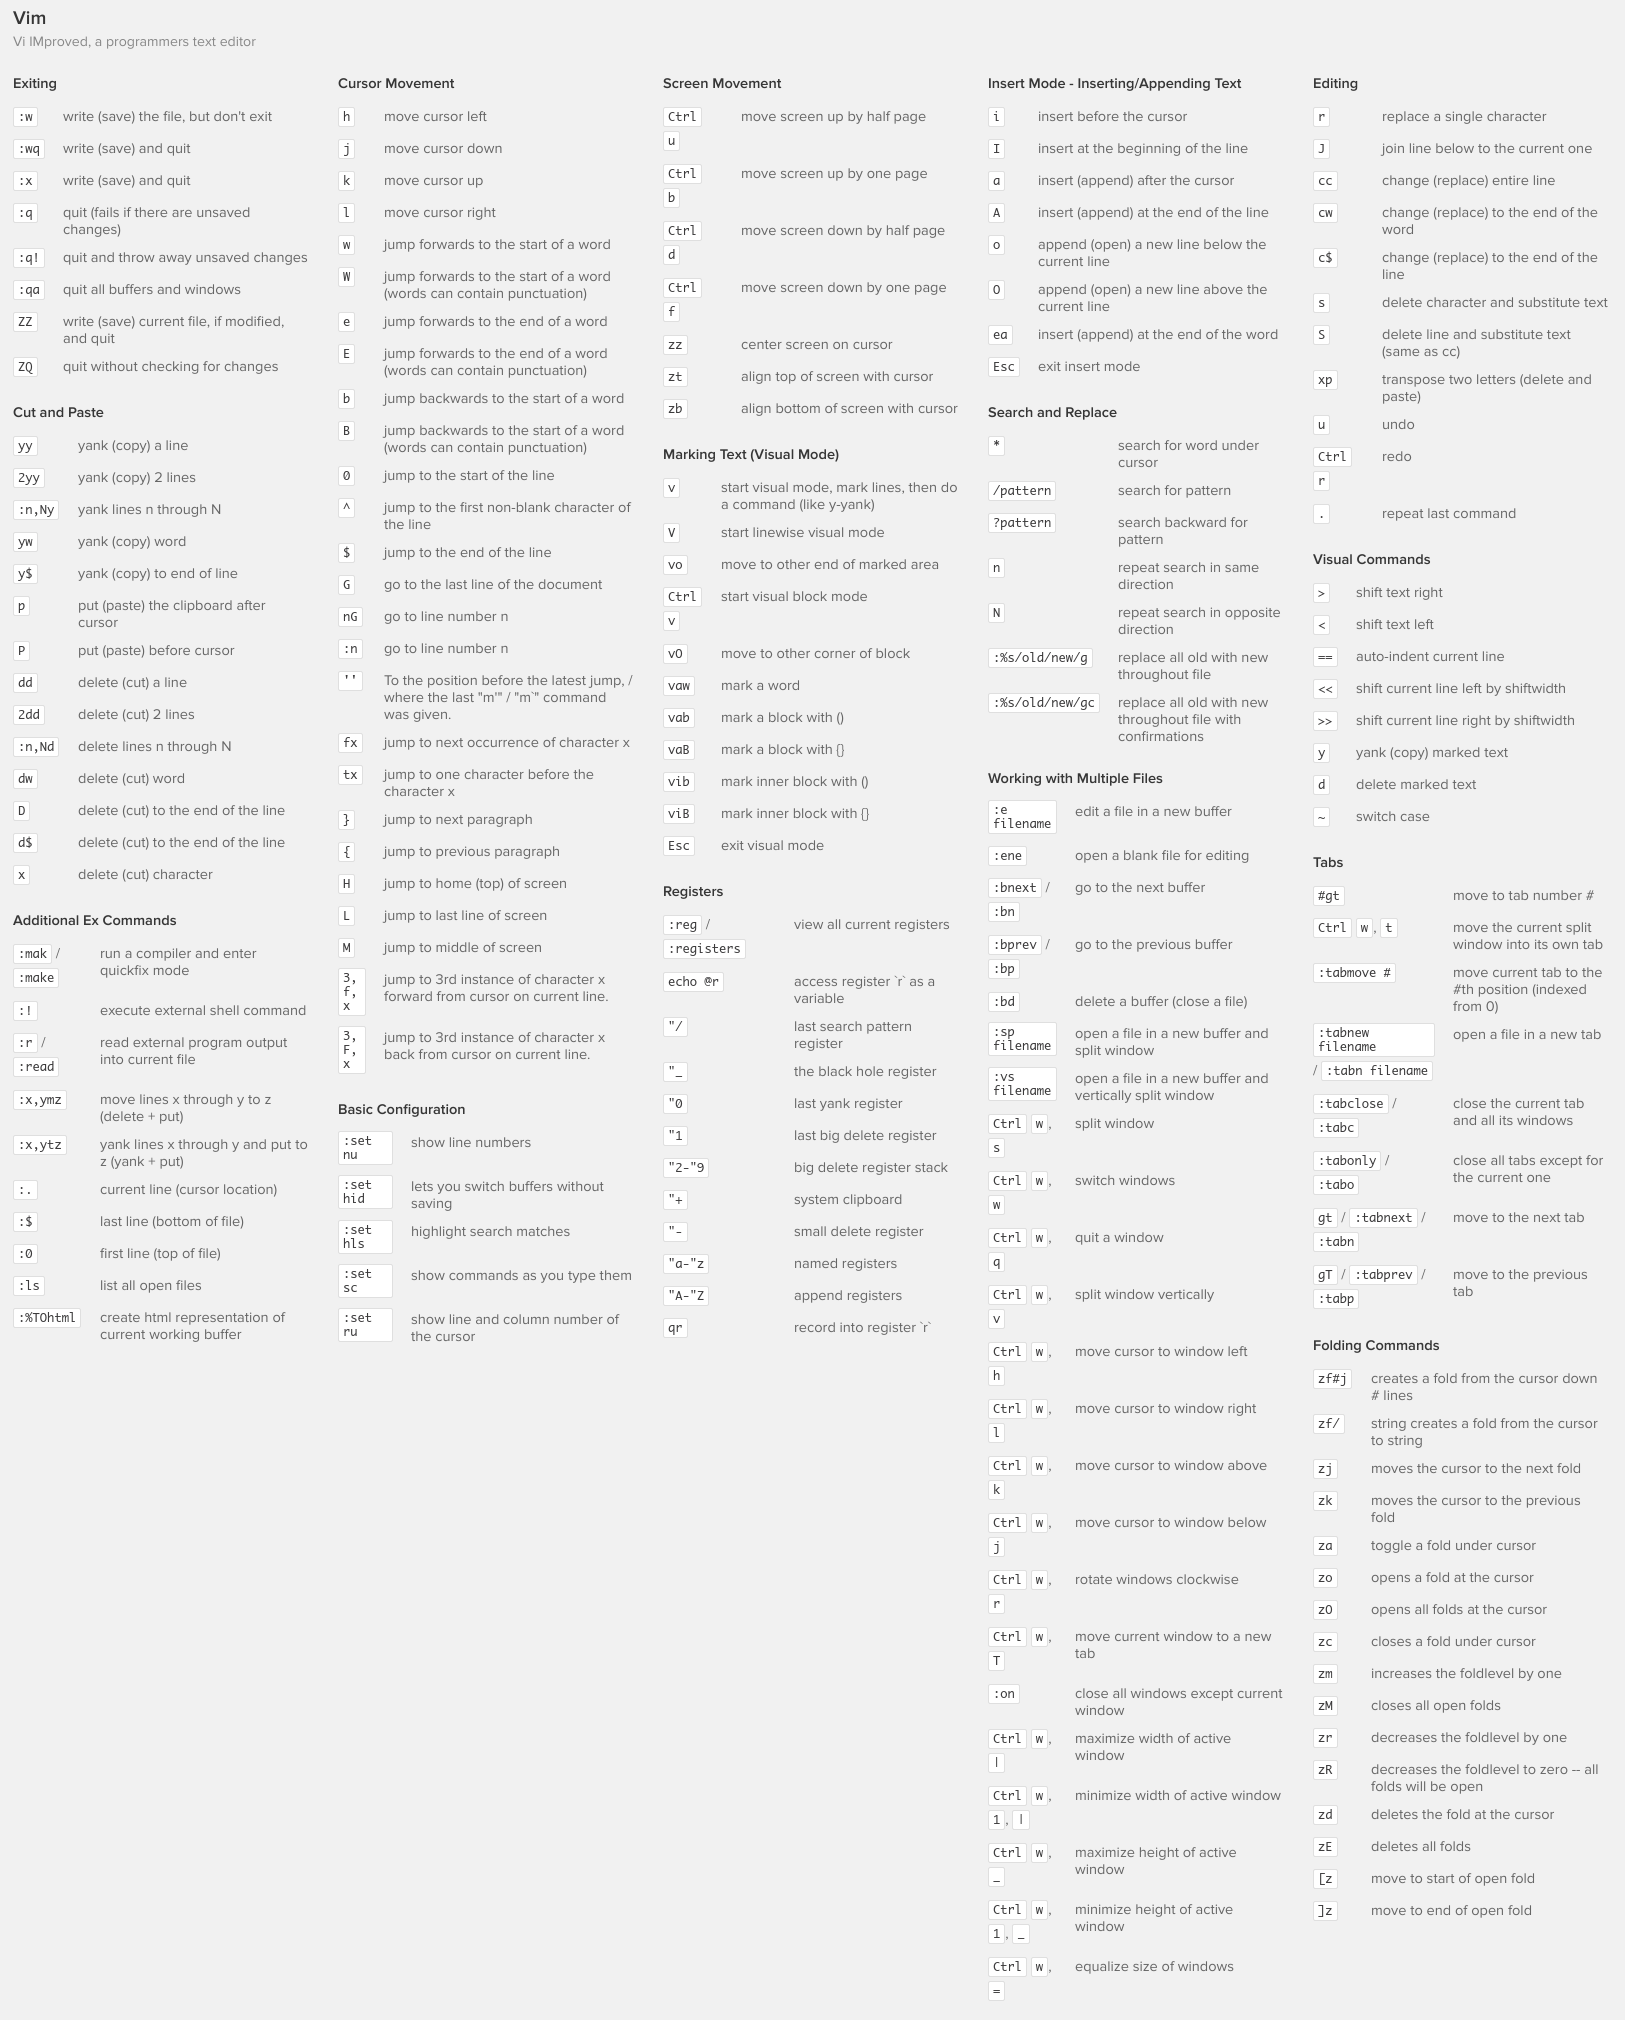 Vim
Vi IMproved, a programmers text editor
Exiting
:w write (save) the file, but don't exit
:wq write (save) and quit
:x write (save) and quit
:q quit (fails if there are unsaved
changes)
:q! quit and throw away unsaved changes
:qa quit all buffers and windows
ZZ write (save) current file, if modified,
and quit
ZQ quit without checking for changes
Cut and Paste
yy yank (copy) a line
2yy yank (copy) 2 lines
:n,Ny yank lines n through N
yw yank (copy) word
y$ yank (copy) to end of line
p put (paste) the clipboard after
cursor
P put (paste) before cursor
dd delete (cut) a line
2dd delete (cut) 2 lines
:n,Nd delete lines n through N
dw delete (cut) word
D delete (cut) to the end of the line
d$ delete (cut) to the end of the line
x delete (cut) character
Additional Ex Commands
:mak / run a compiler and enter
:make quickfix mode
:! execute external shell command
:r / read external program output
:read into current file
:x,ymz move lines x through y to z
(delete + put)
:x,ytz yank lines x through y and put to
z (yank + put)
:. current line (cursor location)
:$ last line (bottom of file)
:0 first line (top of file)
:ls list all open files
:%TOhtml create html representation of
current working buffer
Cursor Movement
h move cursor left
j move cursor down
k move cursor up
l move cursor right
w jump forwards to the start of a word
W jump forwards to the start of a word
(words can contain punctuation)
e jump forwards to the end of a word
E jump forwards to the end of a word
(words can contain punctuation)
b jump backwards to the start of a word
B jump backwards to the start of a word
(words can contain punctuation)
0 jump to the start of the line
^ jump to the first non-blank character of
the line
$ jump to the end of the line
G go to the last line of the document
nG go to line number n
:n go to line number n
'' To the position before the latest jump, /
where the last "m'" / "m`" command
was given.
fx jump to next occurrence of character x
tx jump to one character before the
character x
} jump to next paragraph
{ jump to previous paragraph
H jump to home (top) of screen
L jump to last line of screen
M jump to middle of screen
3, jump to 3rd instance of character x
f, forward from cursor on current line.
x
3, jump to 3rd instance of character x
F, back from cursor on current line.
x
Basic Configuration
:set show line numbers
nu
:set lets you switch buffers without
hid saving
:set highlight search matches
hls
:set show commands as you type them
sc
:set show line and column number of
ru the cursor
Screen Movement
Ctrl move screen up by half page
u
Ctrl move screen up by one page
b
Ctrl move screen down by half page
d
Ctrl move screen down by one page
f
zz center screen on cursor
zt align top of screen with cursor
zb align bottom of screen with cursor
Marking Text (Visual Mode)
v start visual mode, mark lines, then do
a command (like y-yank)
V start linewise visual mode
vo move to other end of marked area
Ctrl start visual block mode
v
vO move to other corner of block
vaw mark a word
vab mark a block with ()
vaB mark a block with {}
vib mark inner block with ()
viB mark inner block with {}
Esc exit visual mode
Registers
:reg / view all current registers
:registers
echo @r access register `r` as a
variable
"/ last search pattern
register
"_ the black hole register
"0 last yank register
"1 last big delete register
"2-"9 big delete register stack
"+ system clipboard
"- small delete register
"a-"z named registers
"A-"Z append registers
qr record into register `r`
Insert Mode - Inserting/Appending Text
i insert before the cursor
I insert at the beginning of the line
a insert (append) after the cursor
A insert (append) at the end of the line
o append (open) a new line below the
current line
O append (open) a new line above the
current line
ea insert (append) at the end of the word
Esc exit insert mode
Search and Replace
* search for word under
cursor
/pattern search for pattern
?pattern search backward for
pattern
n repeat search in same
direction
N repeat search in opposite
direction
:%s/old/new/g replace all old with new
throughout file
:%s/old/new/gc replace all old with new
throughout file with
confirmations
Working with Multiple Files
:e edit a file in a new buffer
filename
:ene open a blank file for editing
:bnext / go to the next buffer
:bn
:bprev / go to the previous buffer
:bp
:bd delete a buffer (close a file)
:sp open a file in a new buffer and
filename split window
:vs open a file in a new buffer and
filename vertically split window
Ctrl w, split window
s
Ctrl w, switch windows
w
Ctrl w, quit a window
q
Ctrl w, split window vertically
v
Ctrl w, move cursor to window left
h
Ctrl w, move cursor to window right
l
Ctrl w, move cursor to window above
k
Ctrl w, move cursor to window below
j
Ctrl w, rotate windows clockwise
r
Ctrl w, move current window to a new
T tab
:on close all windows except current
window
Ctrl w, maximize width of active
| window
Ctrl w, minimize width of active window
1, |
Ctrl w, maximize height of active
_ window
Ctrl w, minimize height of active
1, _ window
Ctrl w, equalize size of windows
=
Editing
r replace a single character
J join line below to the current one
cc change (replace) entire line
cw change (replace) to the end of the
word
c$ change (replace) to the end of the
line
s delete character and substitute text
S delete line and substitute text
(same as cc)
xp transpose two letters (delete and
paste)
u undo
Ctrl redo
r
. repeat last command
Visual Commands
> shift text right
< shift text left
== auto-indent current line
<< shift current line left by shiftwidth
>> shift current line right by shiftwidth
y yank (copy) marked text
d delete marked text
~ switch case
Tabs
#gt move to tab number #
Ctrl w, t move the current split
window into its own tab
:tabmove # move current tab to the
#th position (indexed
from 0)
:tabnew open a file in a new tab
filename
/ :tabn filename
:tabclose / close the current tab
:tabc and all its windows
:tabonly / close all tabs except for
:tabo the current one
gt / :tabnext / move to the next tab
:tabn
gT / :tabprev / move to the previous
:tabp tab
Folding Commands
zf#j creates a fold from the cursor down
# lines
zf/ string creates a fold from the cursor
to string
zj moves the cursor to the next fold
zk moves the cursor to the previous
fold
za toggle a fold under cursor
zo opens a fold at the cursor
zO opens all folds at the cursor
zc closes a fold under cursor
zm increases the foldlevel by one
zM closes all open folds
zr decreases the foldlevel by one
zR decreases the foldlevel to zero -- all
folds will be open
zd deletes the fold at the cursor
zE deletes all folds
[z move to start of open fold
]z move to end of open fold